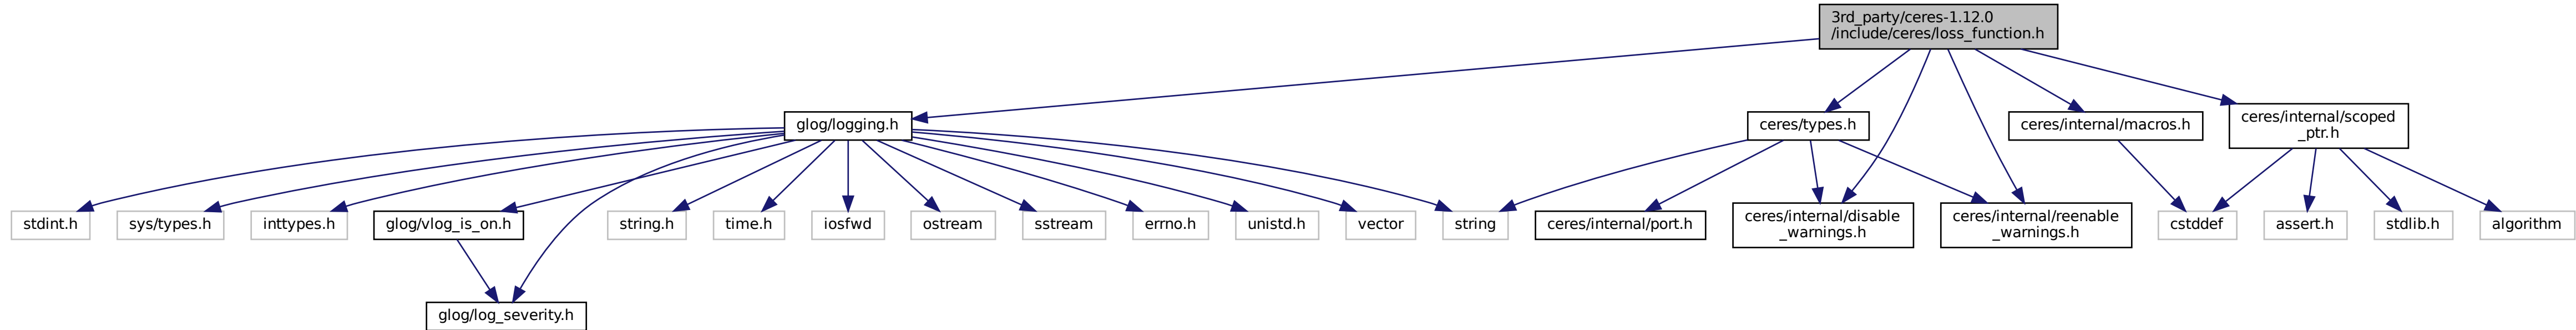 3rd_party/ceres-1.12.0
/include/ceres/loss_function.h
glog/logging.h
ceres/types.h
ceres/internal/macros.h
ceres/internal/scoped
_ptr.h
stdint.h
sys/types.h
inttypes.h
glog/vlog_is_on.h
string.h
time.h
iosfwd
ostream
sstream
errno.h
unistd.h
vector
string
ceres/internal/port.h
ceres/internal/disable
_warnings.h
ceres/internal/reenable
_warnings.h
cstddef
assert.h
stdlib.h
algorithm
glog/log_severity.h